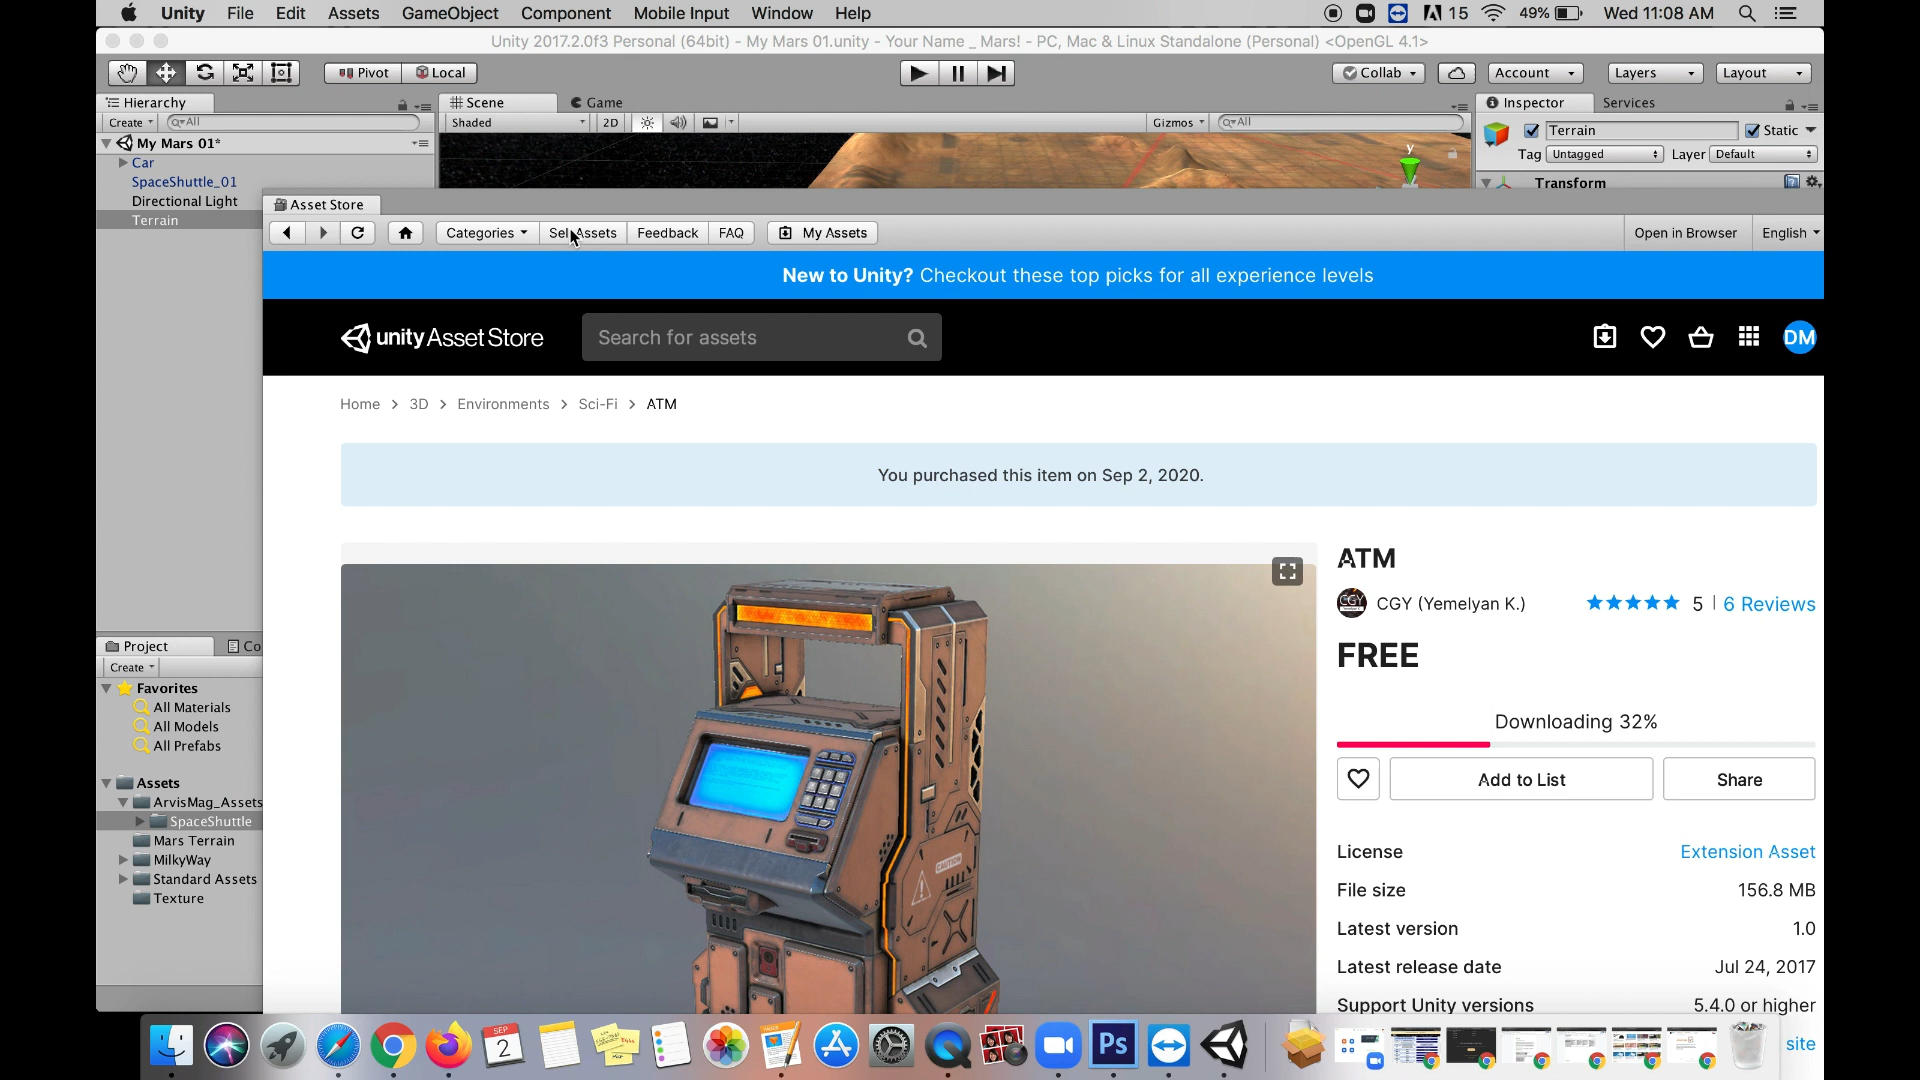 Unity File Edit Assets GameObject Component Mobile Input Window Help 15 49% Wed 11:08 AM
Unity 2017.2.0f3 Personal (64bit) - My Mars 01.unity - Your Name _ Mars! - PC, Mac & Linux Standalone (Personal) <OpenGL 4.1>
Pivot Local Collab Account Layers Layout
Hierarchy Scene Game Inspector Services
Create All Shaded 2D Gizmos All Terrain Static
My Mars 01*
Tag Untagged Layer Default
Car
SpaceShuttle_01
Directional Light
Terrain
y
Transform
Asset Store
Categories Sell Assets Feedback FAQ My Assets Open in Browser English
New to Unity? Checkout these top picks for all experience levels
unity Asset Store Search for assets DM
Home > 3D > Environments > Sci-Fi > ATM
You purchased this item on Sep 2, 2020.
ATM
CGY CGY (Yemelyan K.) 5 | 6 Reviews
FREE
Downloading 32%
Add to List Share
License Extension Asset
File size 156.8 MB
Latest version 1.0
Latest release date Jul 24, 2017
Support Unity versions 5.4.0 or higher
site
CAUTION
Project Co
Create
Favorites
All Materials
All Models
All Prefabs
Assets
ArvisMag_Assets
SpaceShuttle
Mars Terrain
MilkyWay
Standard Assets
Texture
SEP
2
Ps